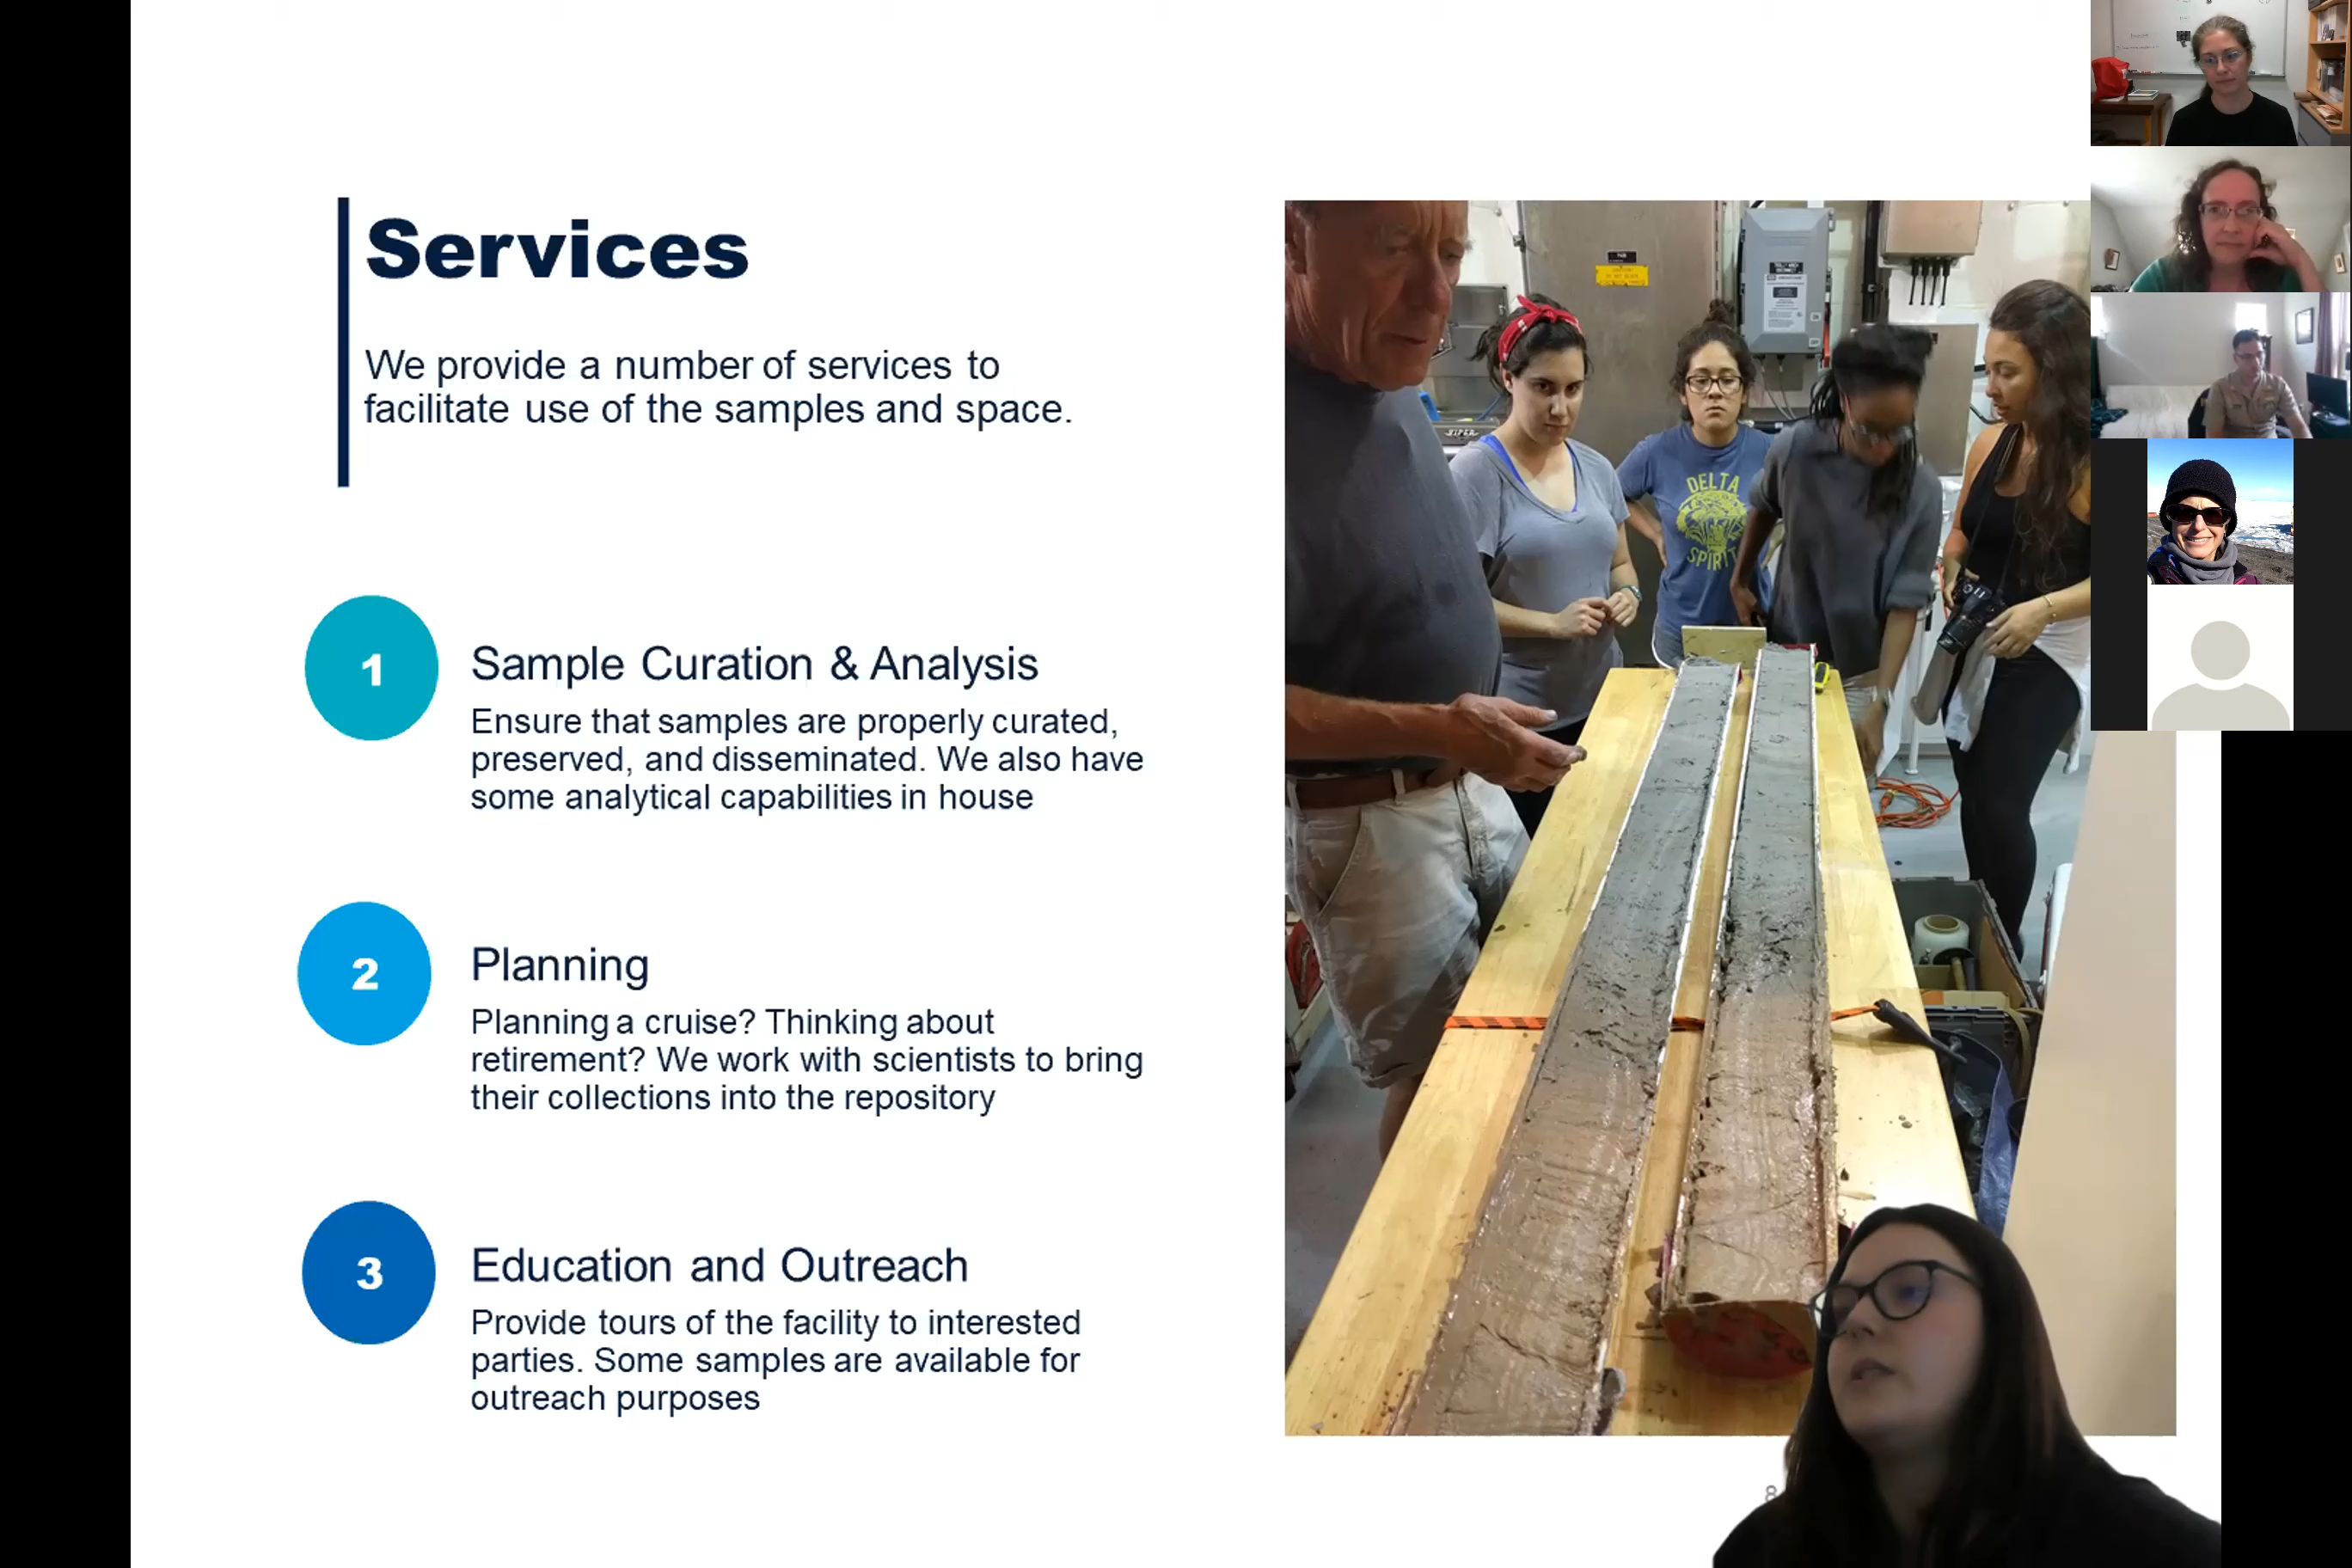 Services
We provide a number of services to
facilitate use of the samples and space.
1
Sample Curation & Analysis
Ensure that samples are properly curated,
preserved, and disseminated. We also have
some analytical capabilities in house
2
Planning
Planning a cruise? Thinking about
retirement? We work with scientists to bring
their collections into the repository
3
Education and Outreach
Provide tours of the facility to interested
parties. Some samples are available for
outreach purposes
VIPER
DELTA
SPIRIT
8